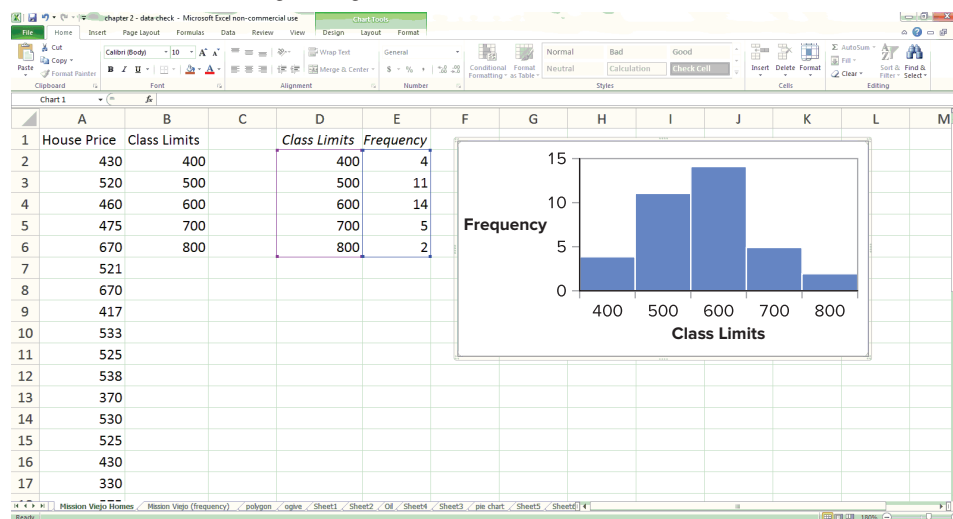 chapter 2 - data check - Microsoft Excel non-commercial use
Chart Tools
File Home Insert Page Layout Formulas Data Review View Design Layout Format
Cut
Copy
Format Painter
Paste
Clipboard
Calibri (Body) 10 A A
B I U A
Font
Wrap Text
Merge & Center
Alignment
General
$ % ,
Number
Conditional Formatting
Format as Table
Normal Bad Good
Neutral Calculation Check Cell
Styles
Insert Delete Format
Cells
Σ AutoSum
Fill
Clear
Sort & Filter
Find & Select
Editing
Chart 1 fx
A B C D E F G H I J K L M
1 House Price Class Limits Class Limits Frequency
2 430 400 400 4
3 520 500 500 11
4 460 600 600 14
5 475 700 700 5
6 670 800 800 2
7 521
8 670
9 417
10 533
11 525
12 538
13 370
14 530
15 525
16 430
17 330
15
10
Frequency
5
0
400 500 600 700 800
Class Limits
Mission Viejo Homes Mission Viejo (frequency) polygon ogive Sheet1 Sheet2 Oil Sheet4 Sheet3 pie chart Sheet5
Ready
180%